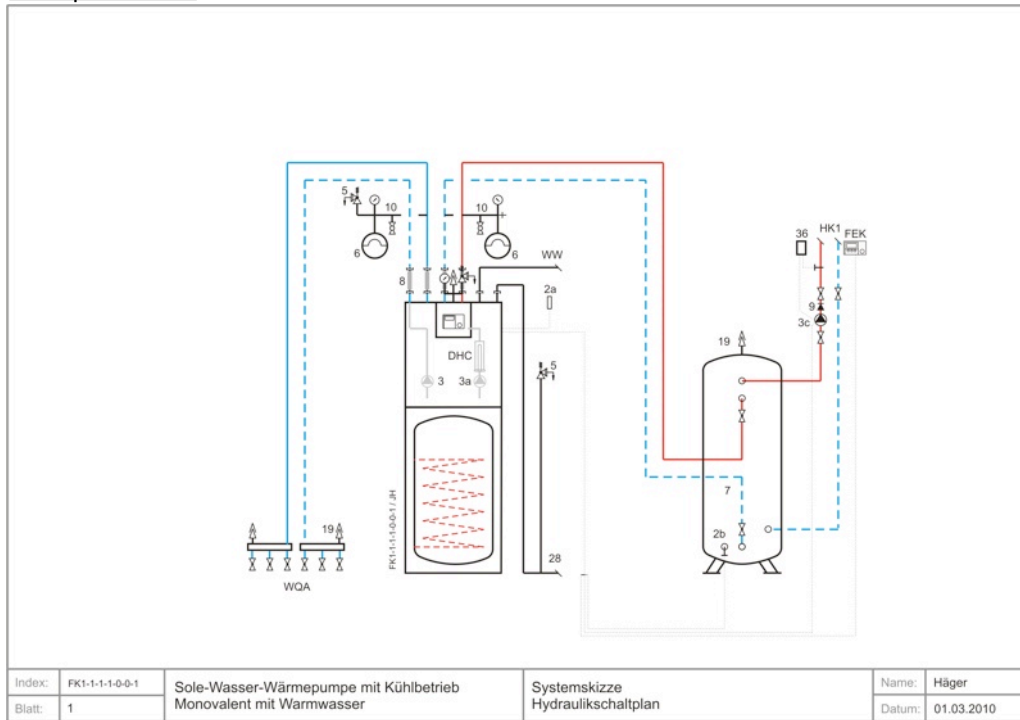 5
10
6
10
6
8
WW
2a
DHC
3
3a
5
FK1-1-1-1-0-0-1 / JH
28
19
WQA
36
HK1
FEK
9
3c
19
7
2b
Index:
FK1-1-1-1-0-0-1
Blatt:
1
Sole-Wasser-Wärmepumpe mit Kühlbetrieb
Monovalent mit Warmwasser
Systemskizze
Hydraulikschaltplan
Name:
Häger
Datum:
01.03.2010